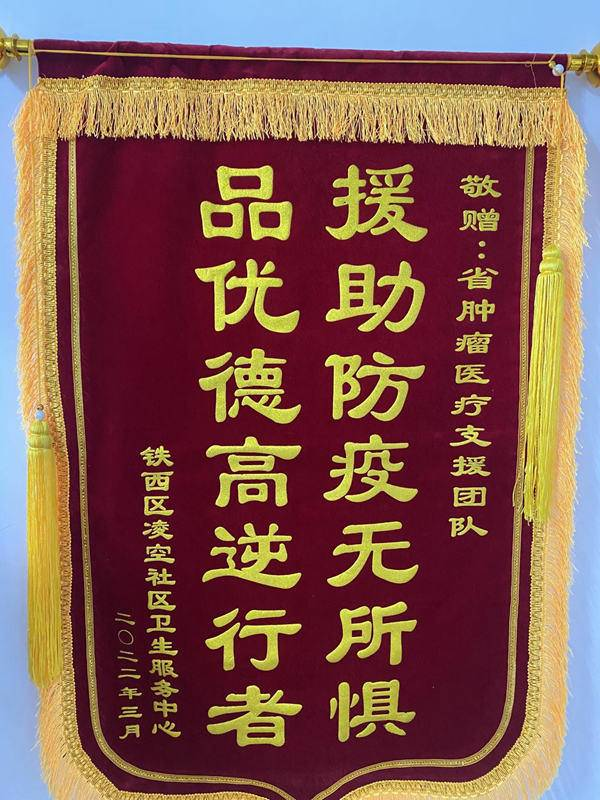 敬赠：省肿瘤医疗支援团队
援助防疫无所惧
品优德高逆行者
铁西区凌空社区卫生服务中心
二〇二二年三月